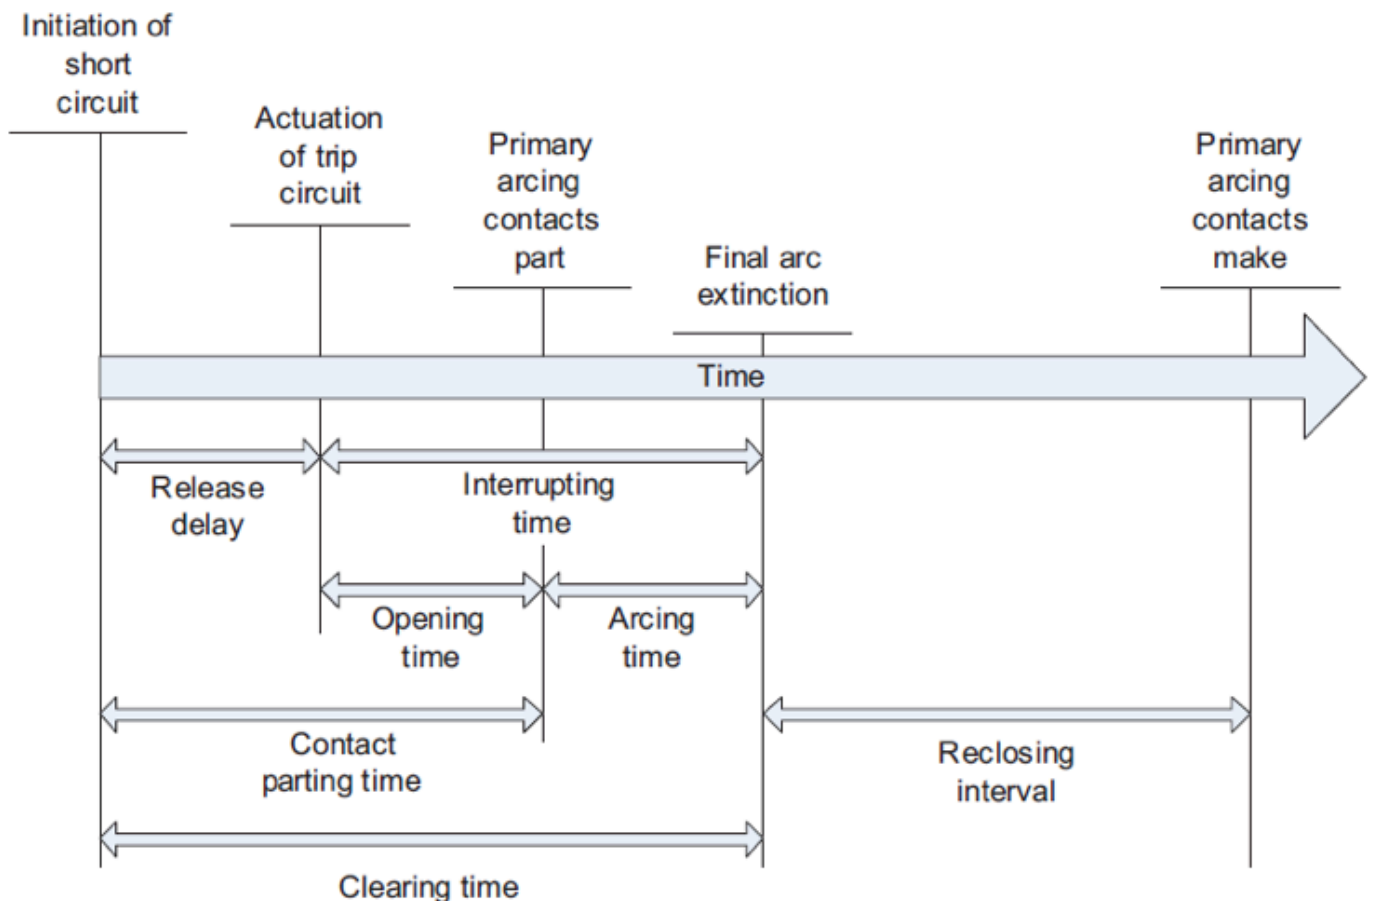 Initiation of
short
circuit
Actuation
of trip
circuit
Primary
arcing
contacts
part
Final arc
extinction
Primary
arcing
contacts
make
Time
Release
delay
Interrupting
time
Opening
time
Arcing
time
Contact
parting time
Reclosing
interval
Clearing time